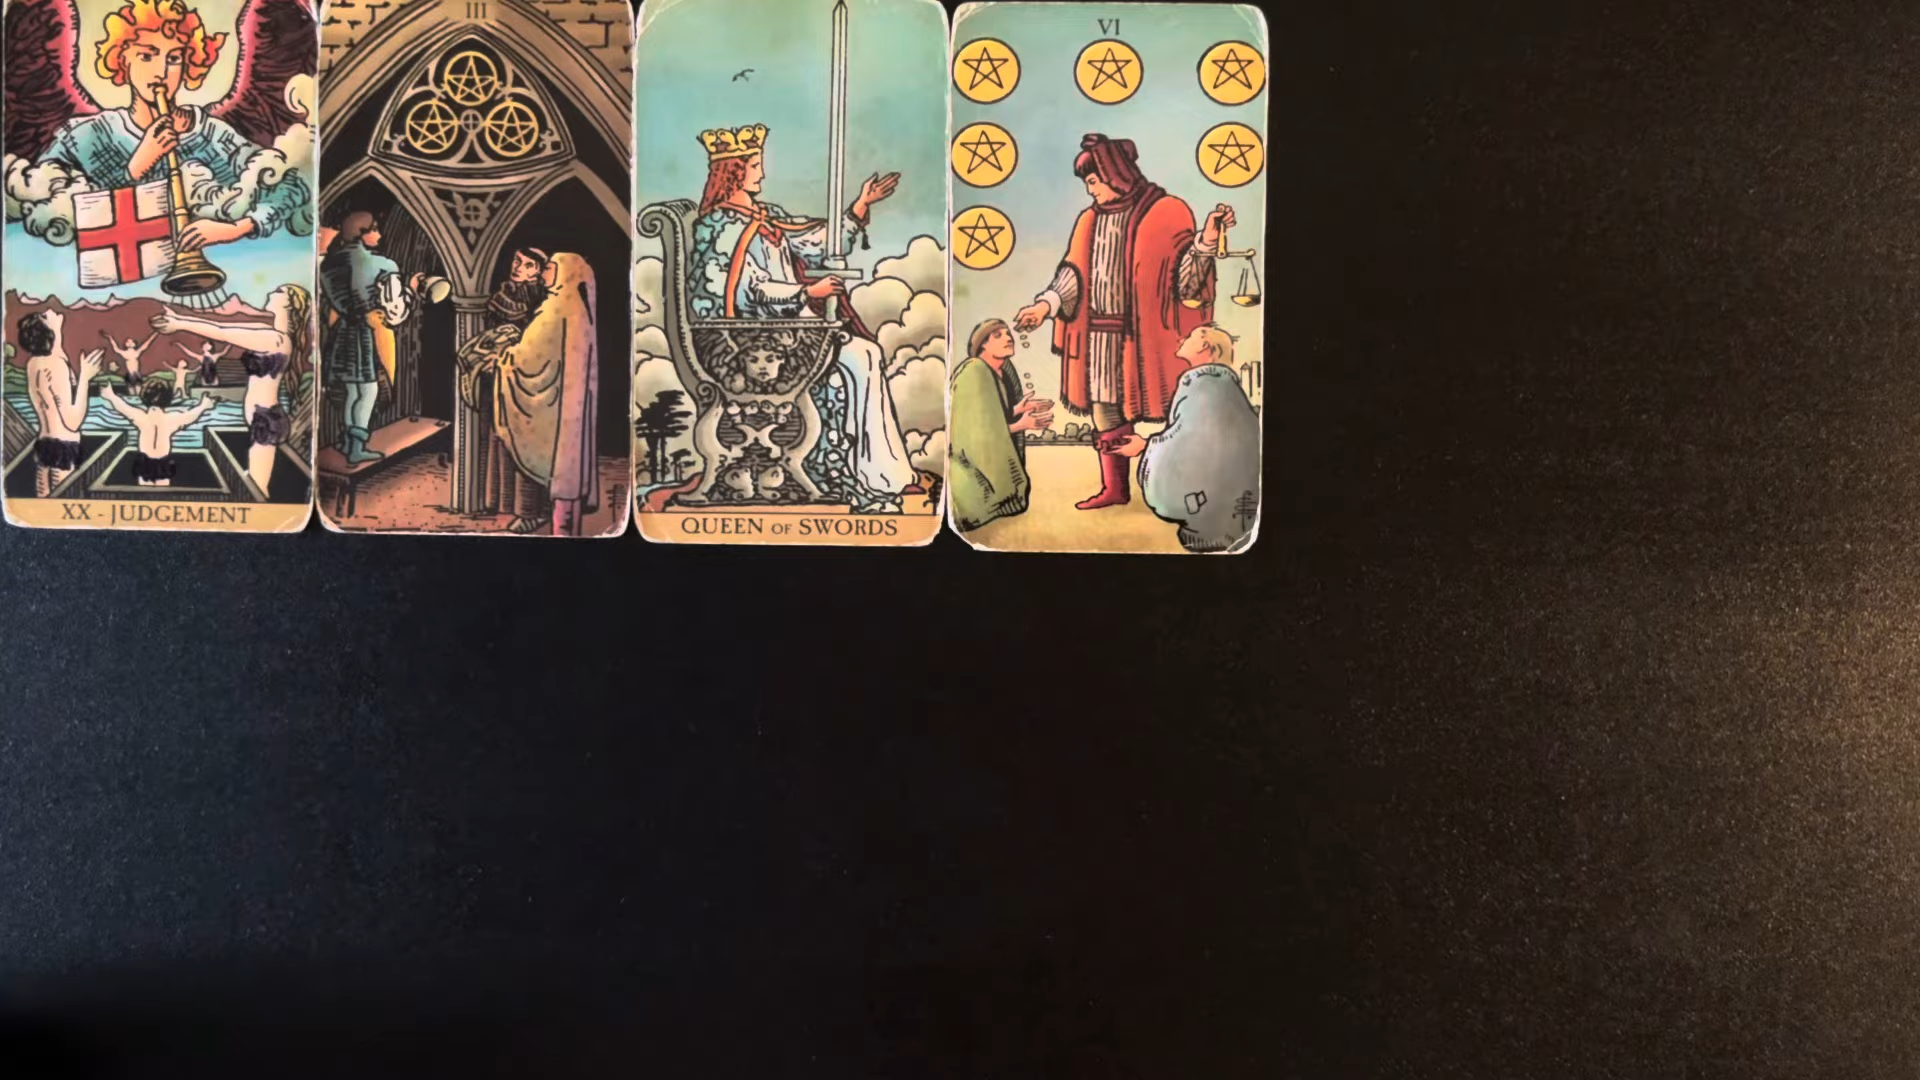 XX - JUDGEMENT
III
QUEEN OF SWORDS
VI